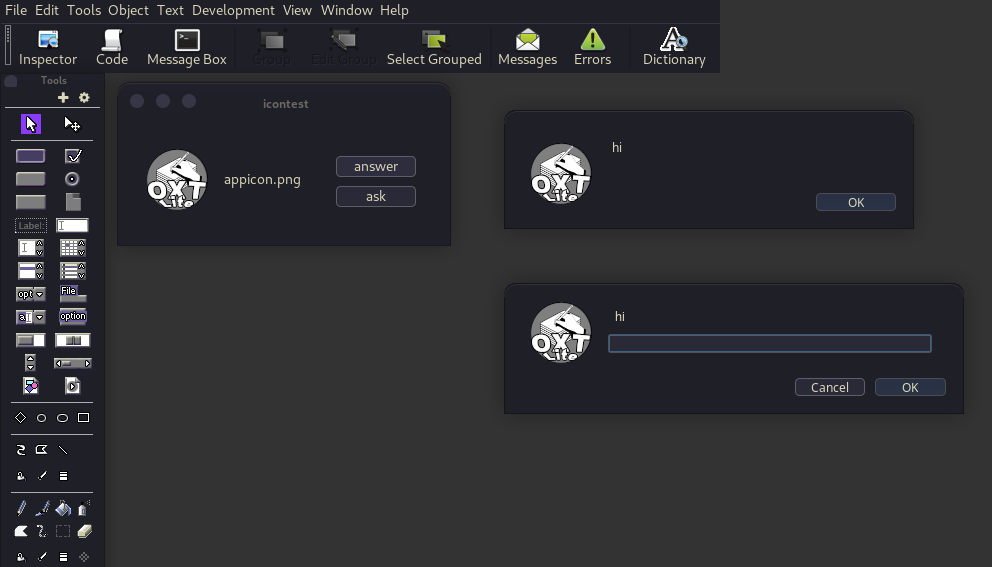 File Edit Tools Object Text Development View Window Help
Inspector Code Message Box Group Edit Group Select Grouped Messages Errors Dictionary
Tools
icontest
OXT
Lite
appicon.png
answer
ask
OXT
Lite
hi
OK
OXT
Lite
hi
Cancel OK
Label:
opt File
a option